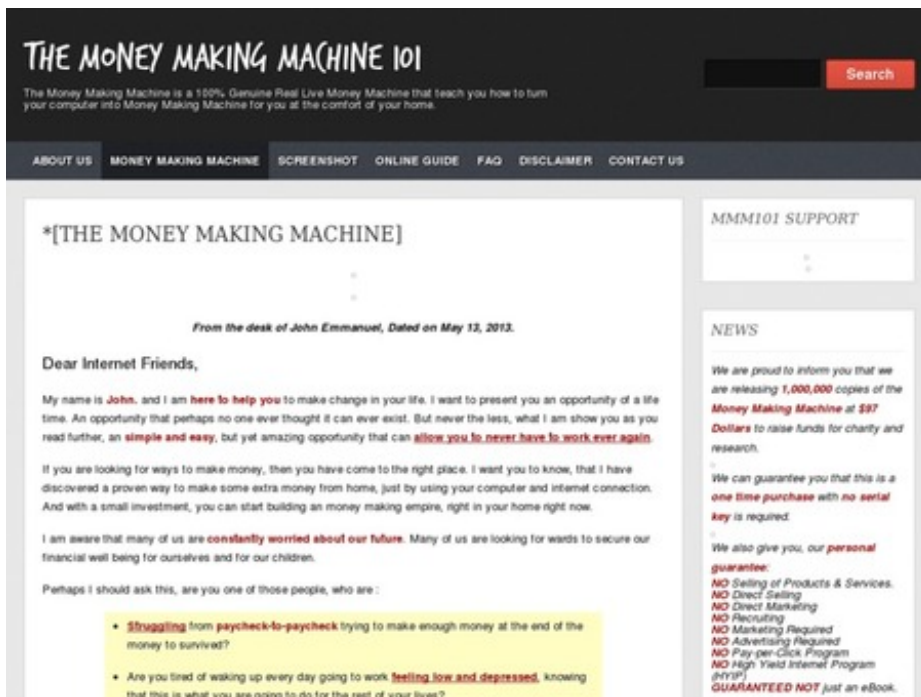 THE MONEY MAKING MACHINE 101
The Money Making Machine is a 100% Genuine Real Live Money Machine that teach you how to turn
your computer into Money Making Machine for you at the comfort of your home.
Search
ABOUT US MONEY MAKING MACHINE SCREENSHOT ONLINE GUIDE FAQ DISCLAIMER CONTACT US
*[THE MONEY MAKING MACHINE]
From the desk of John Emmanuel, Dated on May 13, 2013.
Dear Internet Friends,
My name is John. and I am here to help you to make change in your life. I want to present you an opportunity of a life
time. An opportunity that perhaps no one ever thought it can ever exist. But never the less, what I am show you as you
read further, an simple and easy, but yet amazing opportunity that can allow you to never have to work ever again.
If you are looking for ways to make money, then you have come to the right place. I want you to know, that I have
discovered a proven way to make some extra money from home, just by using your computer and internet connection.
And with a small investment, you can start building an money making empire, right in your home right now.
I am aware that many of us are constantly worried about our future. Many of us are looking for wards to secure our
financial well being for ourselves and for our children.
Perhaps I should ask this, are you one of those people, who are :
• Struggling from paycheck-to-paycheck trying to make enough money at the end of the
money to survived?
• Are you tired of waking up every day going to work feeling low and depressed, knowing
that this is what you are going to do for the rest of your lives?
MMM101 SUPPORT
NEWS
We are proud to inform you that we
are releasing 1,000,000 copies of the
Money Making Machine at $97
Dollars to raise funds for charity and
research.
We can guarantee you that this is a
one time purchase with no serial
key is required.
We also give you, our personal
guarantee:
NO Selling of Products & Services.
NO Direct Selling
NO Direct Marketing
NO Recruiting
NO Marketing Required
NO Advertising Required
NO Pay-per-Click Program
NO High Yield Internet Program
(HYIP)
GUARANTEED NOT just an eBook.